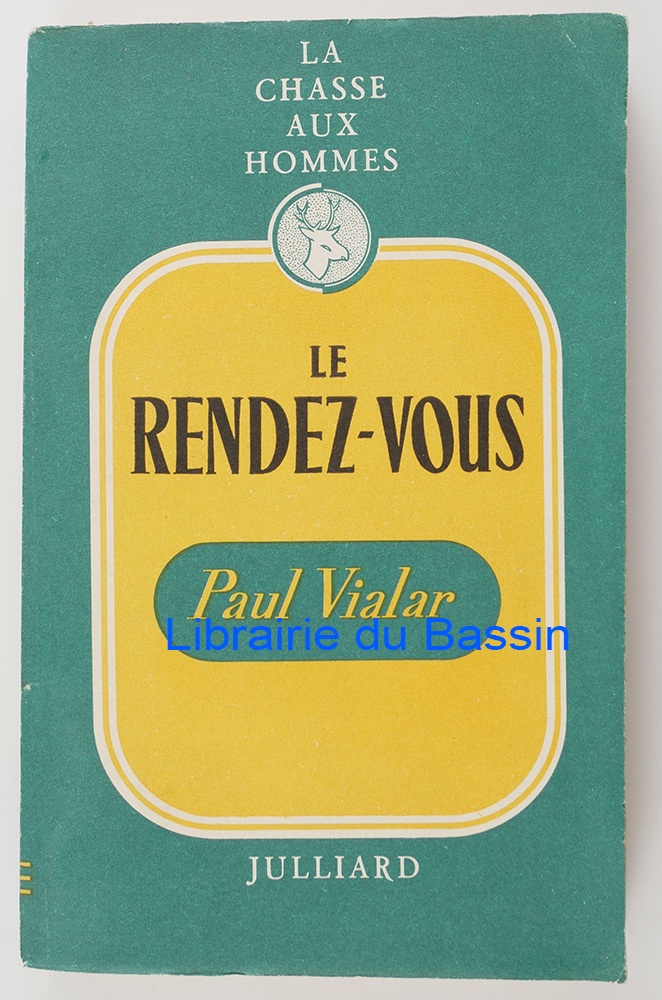 LA
CHASSE
AUX
HOMMES
LE
RENDEZ-VOUS
Paul Vialar
Librairie du Bassin
JULLIARD